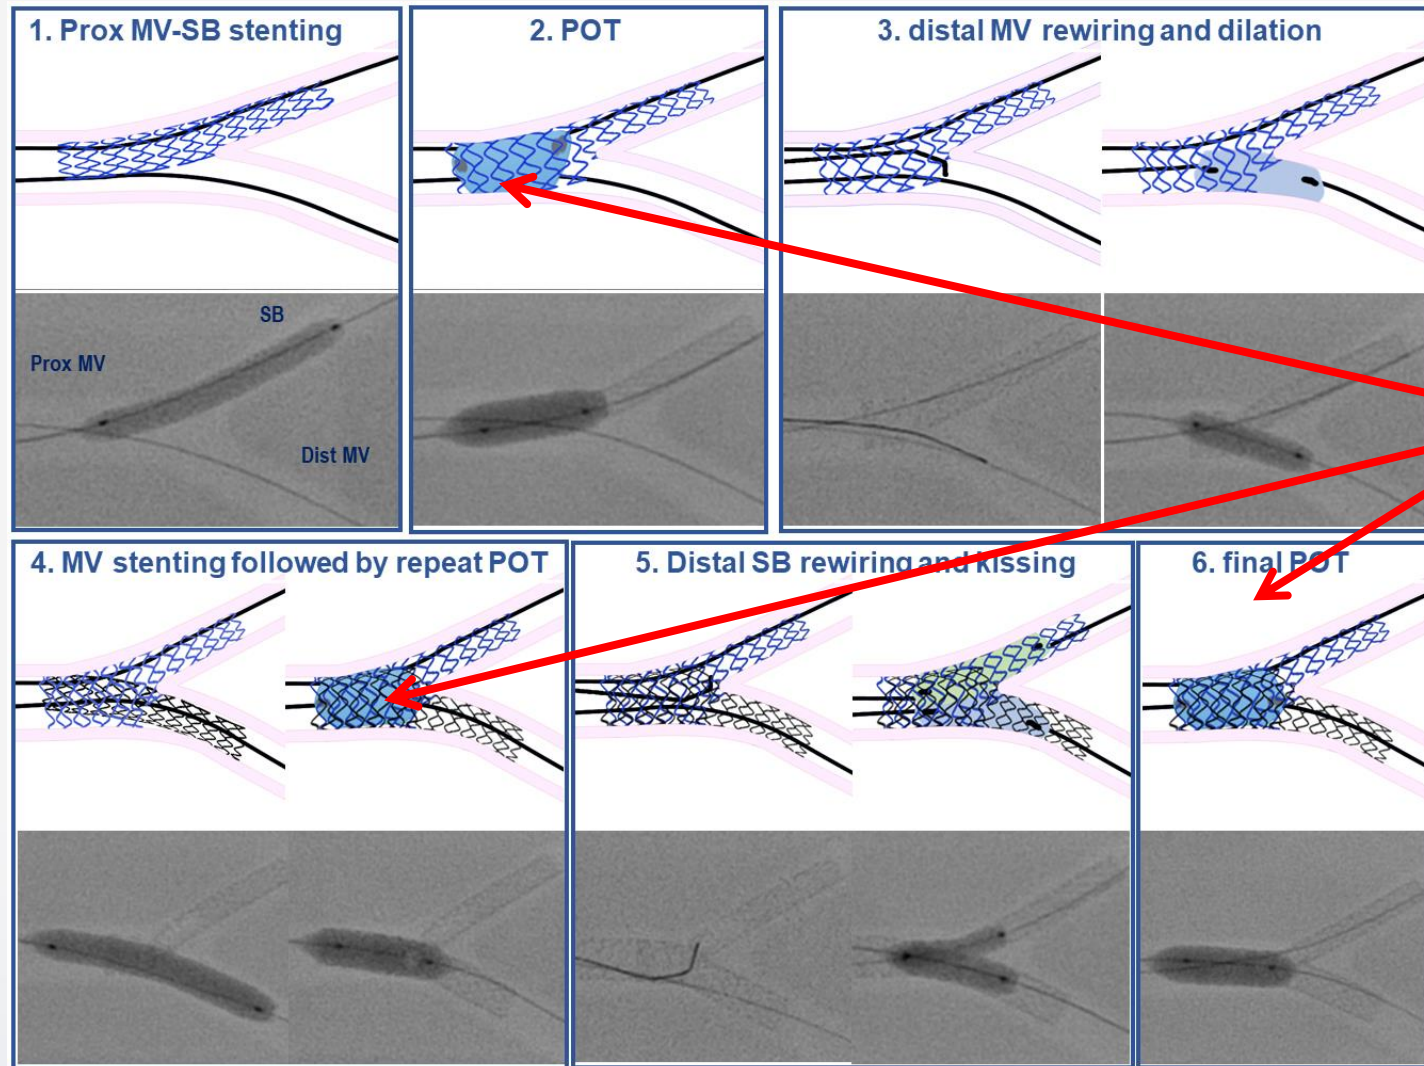 1. Prox MV-SB stenting
2. POT
3. distal MV rewiring and dilation
SB
Prox MV
Dist MV
4. MV stenting followed by repeat POT
5. Distal SB rewiring and kissing
6. final POT